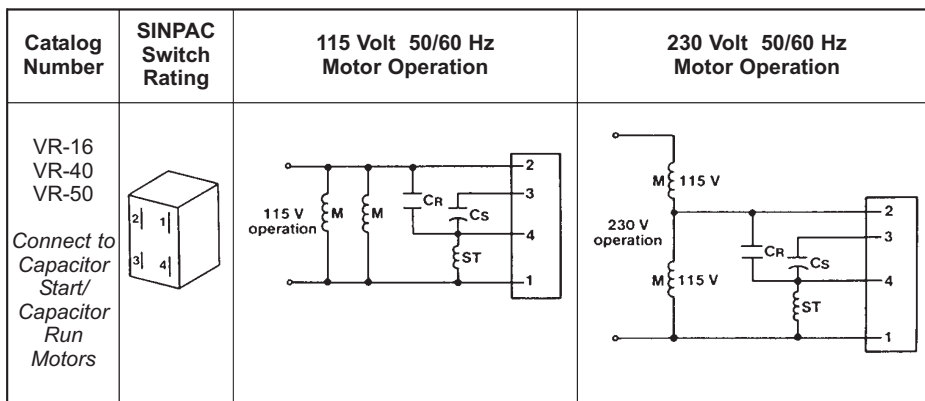 Catalog
Number
SINPAC
Switch
Rating
115 Volt 50/60 Hz
Motor Operation
230 Volt 50/60 Hz
Motor Operation
VR-16
VR-40
VR-50
Connect to
Capacitor
Start/
Capacitor
Run
Motors
2 1
3 4
2
3
115 V
operation
M M CR CS
4
ST
1
M 115 V
2
230 V
operation
3
CR CS
M 115 V
4
ST
1